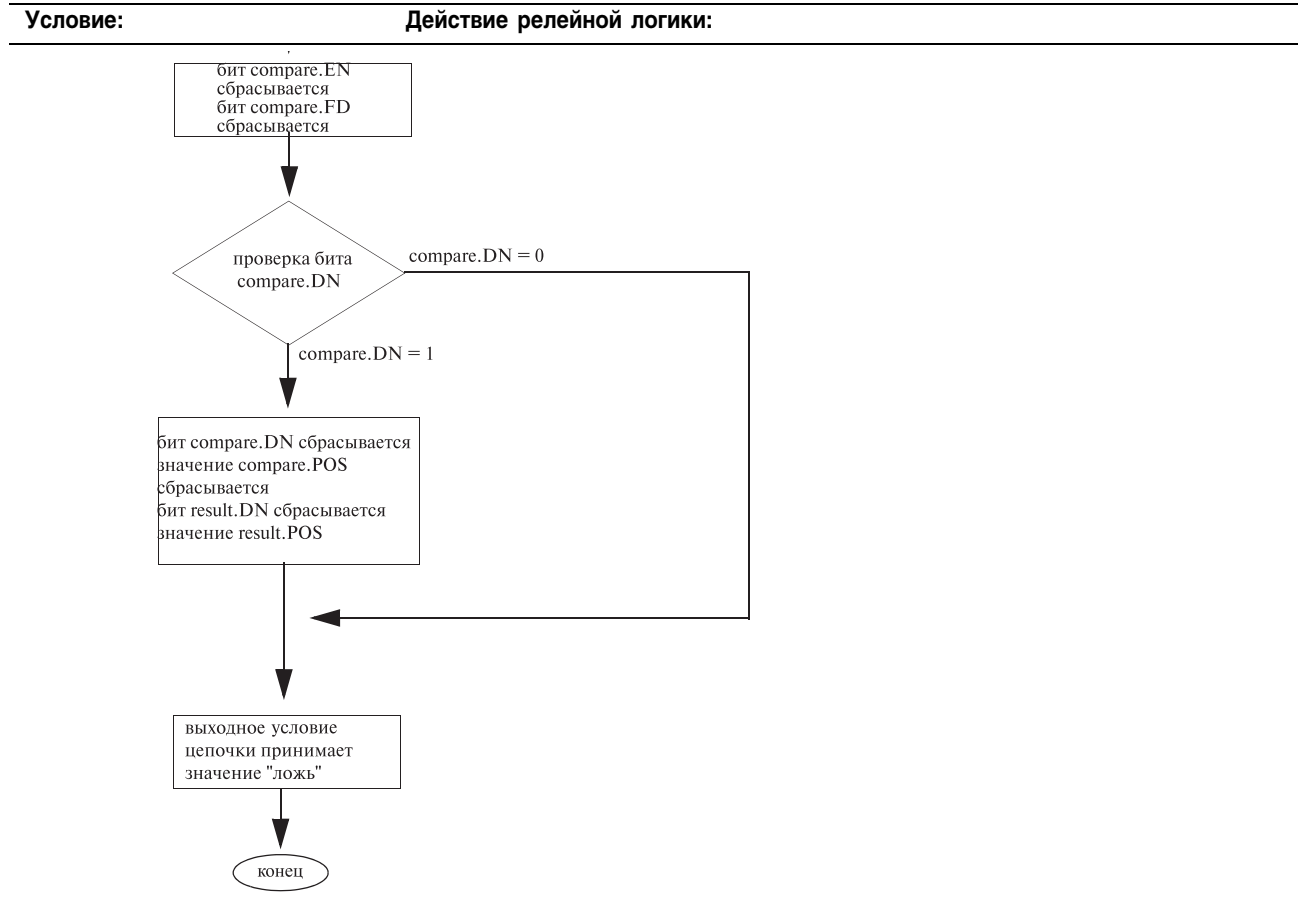 Условие: Действие релейной логики:
бит compare.EN
сбрасывается
бит compare.FD
сбрасывается
проверка бита
compare.DN
compare.DN = 0
compare.DN = 1
бит compare.DN сбрасывается
значение compare.POS
сбрасывается
бит result.DN сбрасывается
значение result.POS
выходное условие
цепочки принимает
значение "ложь"
конец